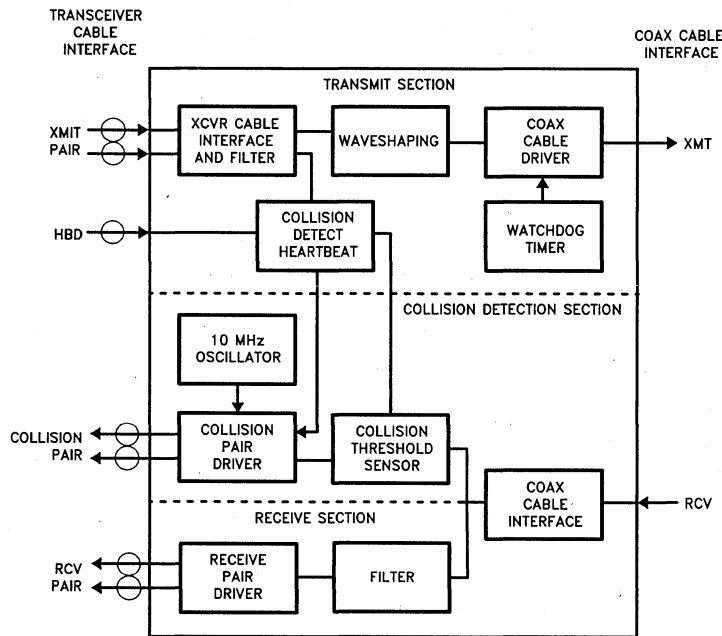 TRANSCEIVER
CABLE
INTERFACE
COAX CABLE
INTERFACE
TRANSMIT SECTION
XMIT
PAIR
XCVR CABLE
INTERFACE
AND FILTER
WAVESHAPING
COAX
CABLE
DRIVER
XMT
HBD
COLLISION
DETECT
HEARTBEAT
WATCHDOG
TIMER
COLLISION DETECTION SECTION
10 MHz
OSCILLATOR
COLLISION
PAIR
COLLISION
PAIR
DRIVER
COLLISION
THRESHOLD
SENSOR
COAX
CABLE
INTERFACE
RCV
RECEIVE SECTION
RCV
PAIR
RECEIVE
PAIR
DRIVER
FILTER